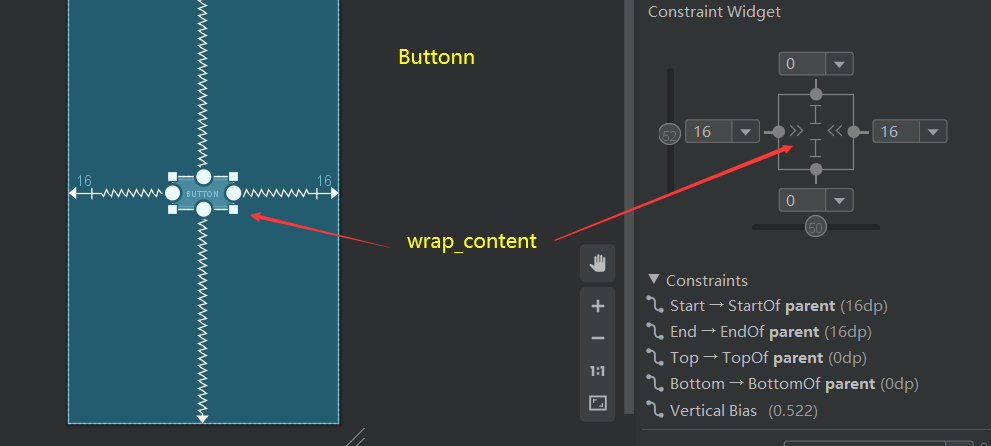 Constraint Widget
Buttonn
0
52
16
16
16
16
BUTTON
0
wrap_content
50
Constraints
Start → StartOf parent (16dp)
End → EndOf parent (16dp)
1:1
Top → TopOf parent (0dp)
Bottom → BottomOf parent (0dp)
Vertical Bias (0.522)